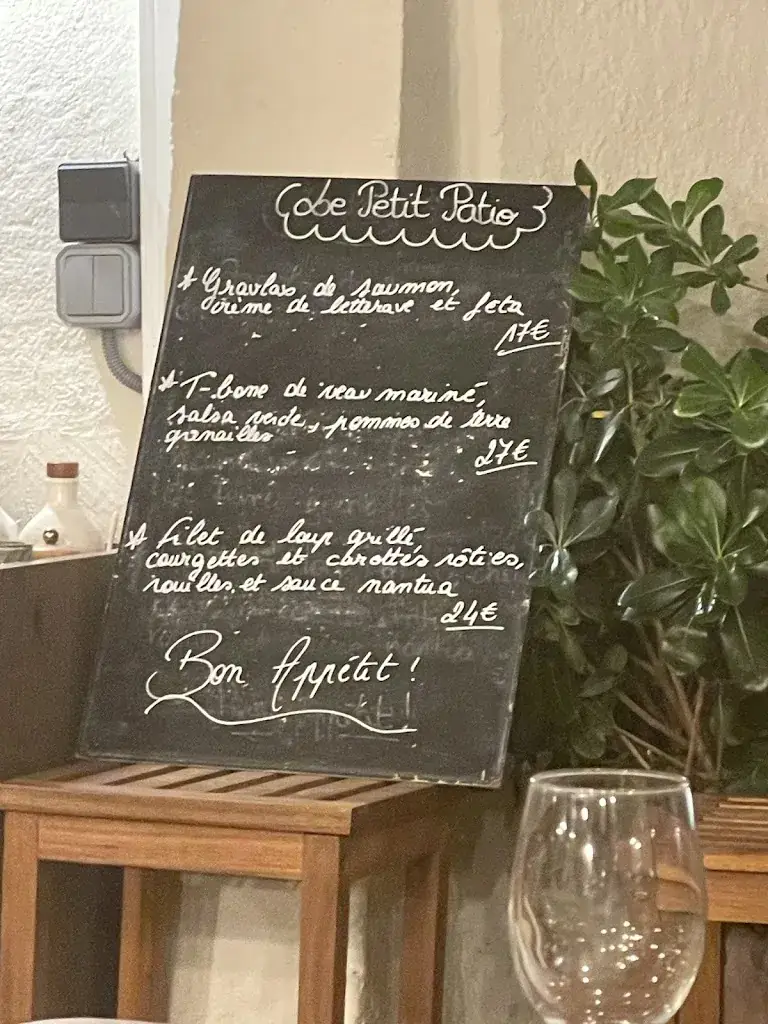 Le Petit Patio
* Gravlax de saumon,
crème de betterave et feta
17€
* T-bone de veau mariné,
salsa verde, pommes de terre
grenailles
27€
* Filet de loup grillé
courgettes et carottes rôties,
rouilles et sauce nantua
24€
Bon Appétit !